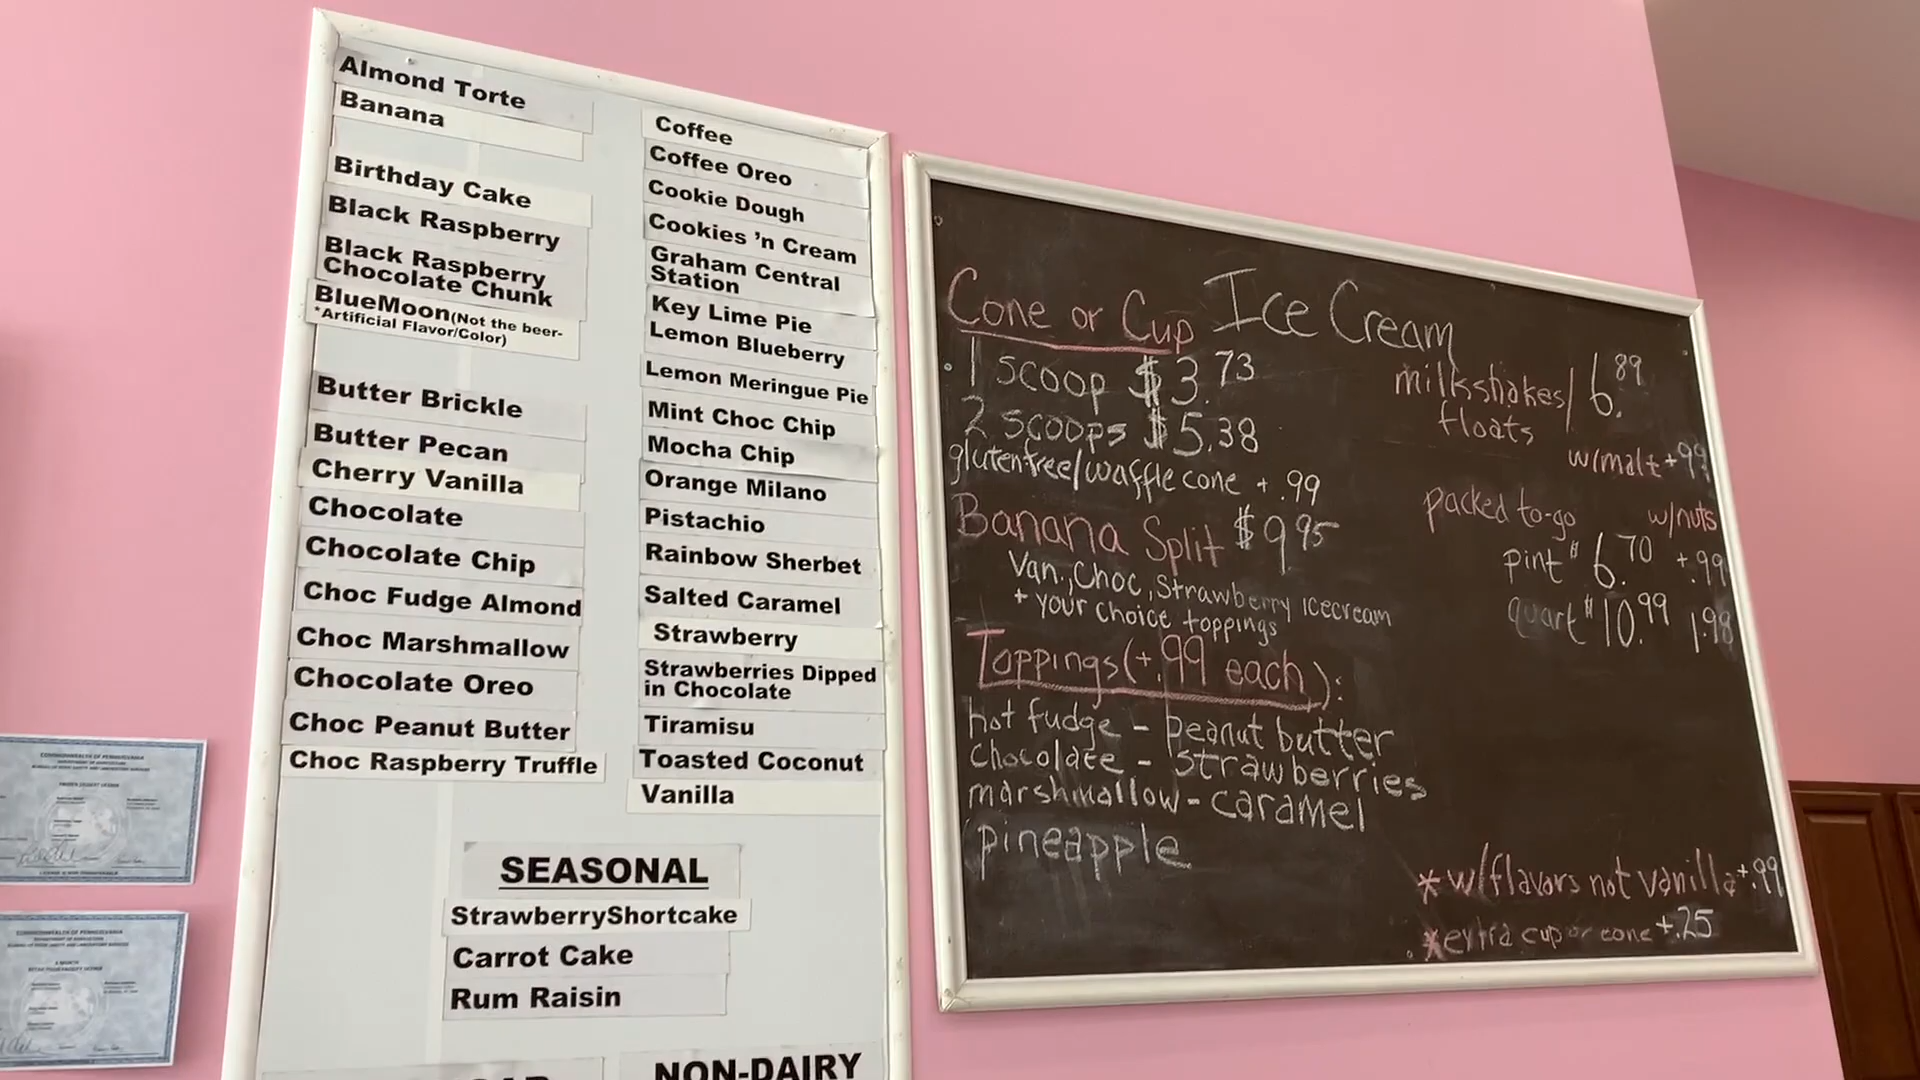 Almond Torte
Banana
Birthday Cake
Black Raspberry
Black Raspberry
Chocolate Chunk
BlueMoon(Not the beer-
*Artificial Flavor/Color)
Butter Brickle
Butter Pecan
Cherry Vanilla
Chocolate
Chocolate Chip
Choc Fudge Almond
Choc Marshmallow
Chocolate Oreo
Choc Peanut Butter
Choc Raspberry Truffle
Coffee
Coffee Oreo
Cookie Dough
Cookies 'n Cream
Graham Central
Station
Key Lime Pie
Lemon Blueberry
Lemon Meringue Pie
Mint Choc Chip
Mocha Chip
Orange Milano
Pistachio
Rainbow Sherbet
Salted Caramel
Strawberry
Strawberries Dipped
in Chocolate
Tiramisu
Toasted Coconut
Vanilla
SEASONAL
StrawberryShortcake
Carrot Cake
Rum Raisin
NON-DAIRY
Ice Cream
Cone or Cup
1 scoop $3.73
2 scoops $5.38
gluten free/waffle cone +.99
Banana Split $9.95
Van., Choc, Strawberry icecream
+ your choice toppings
Toppings (+.99 each):
hot fudge - peanut butter
chocolate - strawberries
marshmallow - caramel
pineapple
milkshakes/ 6.89
floats
w/malt +.99
packed to-go w/nuts
pint $6.70 +.99
quart $10.99 1.98
*w/flavors not vanilla +.99
*extra cup or cone +.25
COMMONWEALTH OF PENNSYLVANIA
COMMONWEALTH OF PENNSYLVANIA